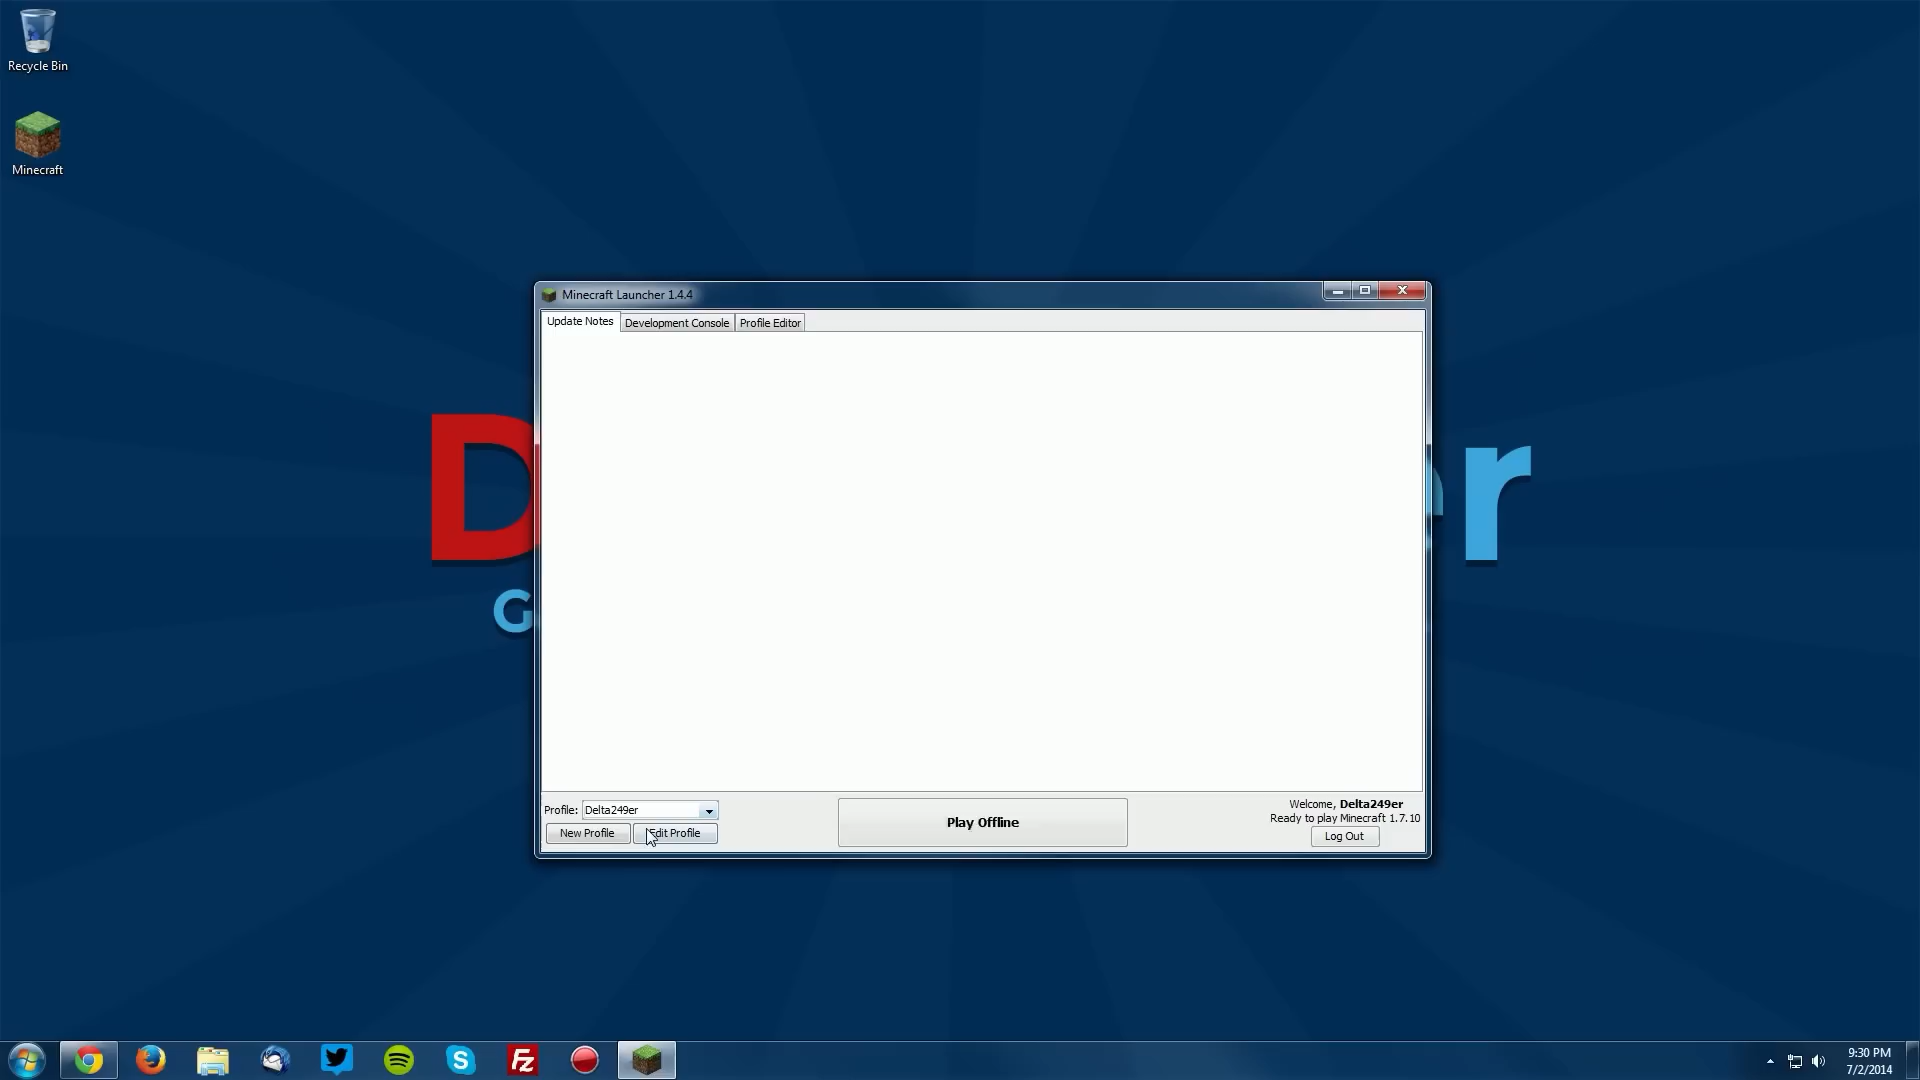 Recycle Bin
Minecraft
Minecraft Launcher 1.4.4
Update Notes
Development Console
Profile Editor
D
r
G
Profile: Delta249er
New Profile
Edit Profile
Play Offline
Welcome, Delta249er
Ready to play Minecraft 1.7.10
Log Out
S
Fz
9:30 PM
7/2/2014